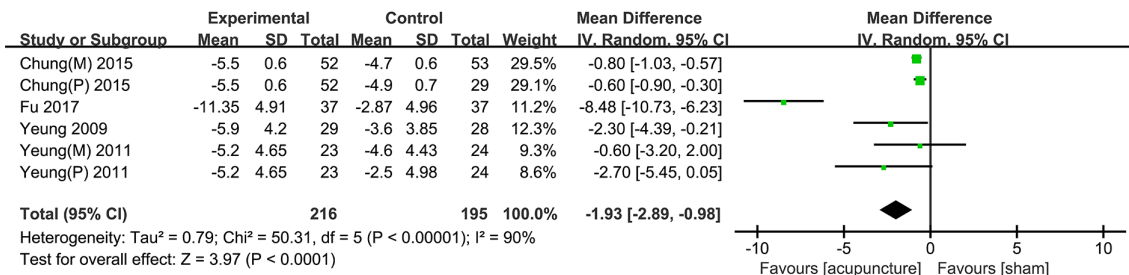 Experimental Control Mean Difference Mean Difference
Study or Subgroup Mean SD Total Mean SD Total Weight IV. Random. 95% CI IV. Random. 95% CI
Chung(M) 2015 -5.5 0.6 52 -4.7 0.6 53 29.5% -0.80 [-1.03, -0.57]
Chung(P) 2015 -5.5 0.6 52 -4.9 0.7 29 29.1% -0.60 [-0.90, -0.30]
Fu 2017 -11.35 4.91 37 -2.87 4.96 37 11.2% -8.48 [-10.73, -6.23]
Yeung 2009 -5.9 4.2 29 -3.6 3.85 28 12.3% -2.30 [-4.39, -0.21]
Yeung(M) 2011 -5.2 4.65 23 -4.6 4.43 24 9.3% -0.60 [-3.20, 2.00]
Yeung(P) 2011 -5.2 4.65 23 -2.5 4.98 24 8.6% -2.70 [-5.45, 0.05]
Total (95% CI) 216 195 100.0% -1.93 [-2.89, -0.98]
Heterogeneity: Tau² = 0.79; Chi² = 50.31, df = 5 (P < 0.00001); I² = 90%
Test for overall effect: Z = 3.97 (P < 0.0001)
-10 -5 0 5 10
Favours [acupuncture] Favours [sham]